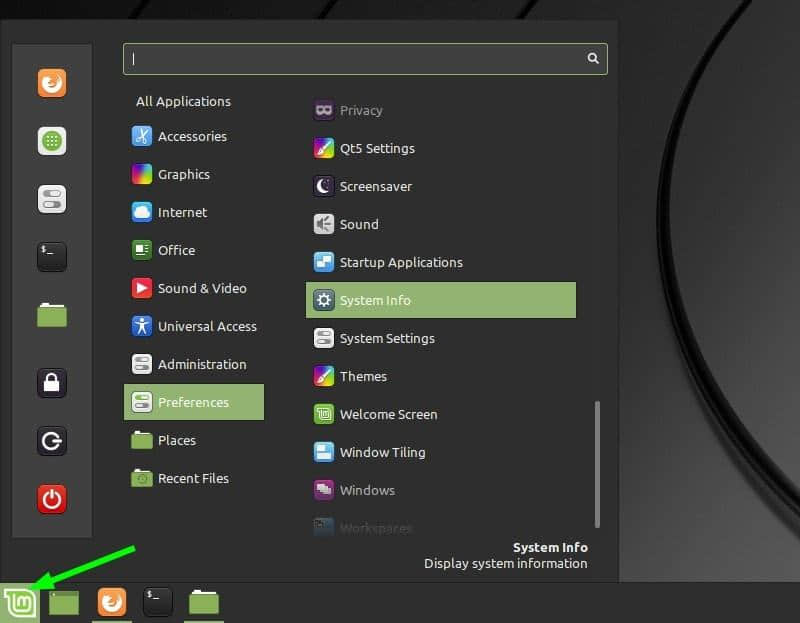 All Applications
Accessories
Graphics
Internet
Office
Sound & Video
Universal Access
Administration
Preferences
Places
Recent Files
Privacy
Qt5 Settings
Screensaver
Sound
Startup Applications
System Info
System Settings
Themes
Welcome Screen
Window Tiling
Windows
Workspaces
System Info
Display system information